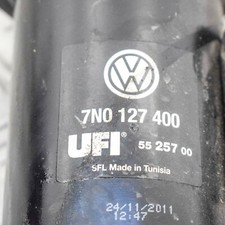 7N0 127 400
UFI® 55 257 00
SFL Made in Tunisia
24/11/2011
12:47